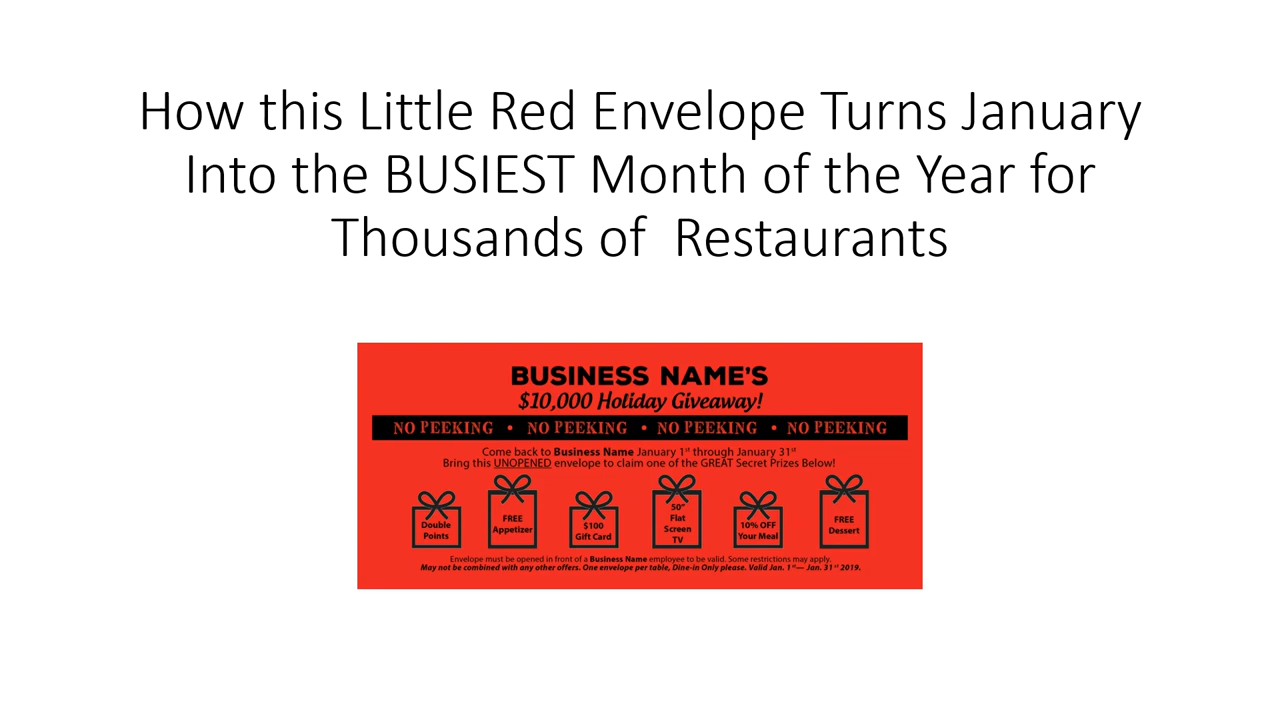 How this Little Red Envelope Turns January
Into the BUSIEST Month of the Year for
Thousands of  Restaurants
BUSINESS NAME'S
$10,000 Holiday Giveaway!
NO PEEKING • NO PEEKING • NO PEEKING • NO PEEKING
Come back to Business Name January 1st through January 31st
Bring this UNOPENED envelope to claim one of the GREAT Secret Prizes Below!
Double
Points
FREE
Appetizer
$100
Gift Card
50"
Flat
Screen
TV
10% OFF
Your Meal
FREE
Dessert
Envelope must be opened in front of a Business Name employee to be valid. Some restrictions may apply.
May not be combined with any other offers. One envelope per table, Dine-in Only please. Valid Jan. 1st— Jan. 31st 2019.